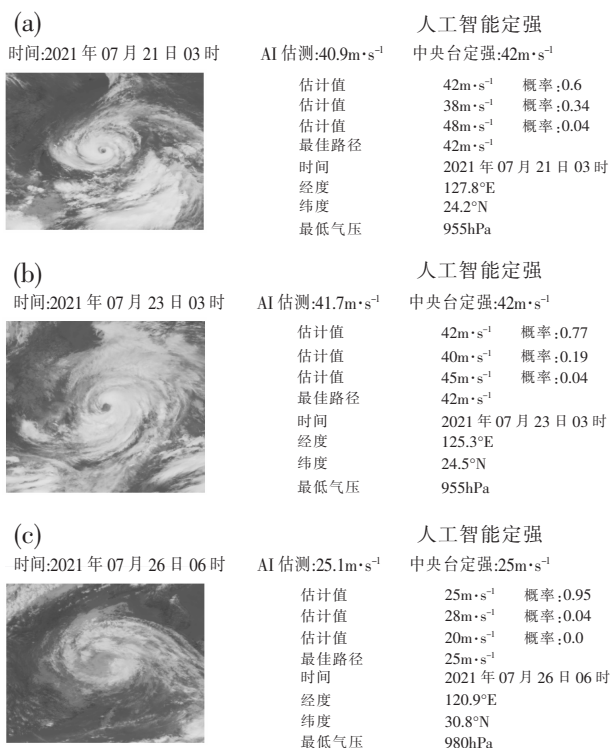 (a)
人工智能定强
时间:2021 年 07 月 21 日 03 时 AI 估测:40.9m·s⁻¹ 中央台定强:42m·s⁻¹
估计值 42m·s⁻¹ 概率:0.6
估计值 38m·s⁻¹ 概率:0.34
估计值 48m·s⁻¹ 概率:0.04
最佳路径 42m·s⁻¹
时间 2021 年 07 月 21 日 03 时
经度 127.8°E
纬度 24.2°N
最低气压 955hPa
(b)
人工智能定强
时间:2021 年 07 月 23 日 03 时 AI 估测:41.7m·s⁻¹ 中央台定强:42m·s⁻¹
估计值 42m·s⁻¹ 概率:0.77
估计值 40m·s⁻¹ 概率:0.19
估计值 45m·s⁻¹ 概率:0.04
最佳路径 42m·s⁻¹
时间 2021 年 07 月 23 日 03 时
经度 125.3°E
纬度 24.5°N
最低气压 955hPa
(c)
人工智能定强
时间:2021 年 07 月 26 日 06 时 AI 估测:25.1m·s⁻¹ 中央台定强:25m·s⁻¹
估计值 25m·s⁻¹ 概率:0.95
估计值 28m·s⁻¹ 概率:0.04
估计值 20m·s⁻¹ 概率:0.0
最佳路径 25m·s⁻¹
时间 2021 年 07 月 26 日 06 时
经度 120.9°E
纬度 30.8°N
最低气压 980hPa